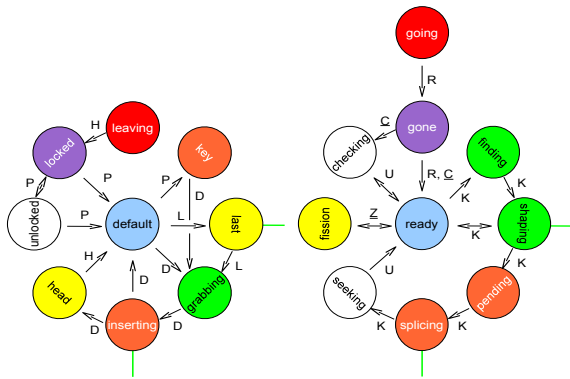 going
R
locked
H
leaving
key
checking
C
gone
finding
P
P
P
D
U
R, C
K
K
unlocked
P
default
L
last
fission
Z
ready
K
shaping
H
D
L
U
K
head
D
grabbing
seeking
pending
D
inserting
D
K
splicing
K